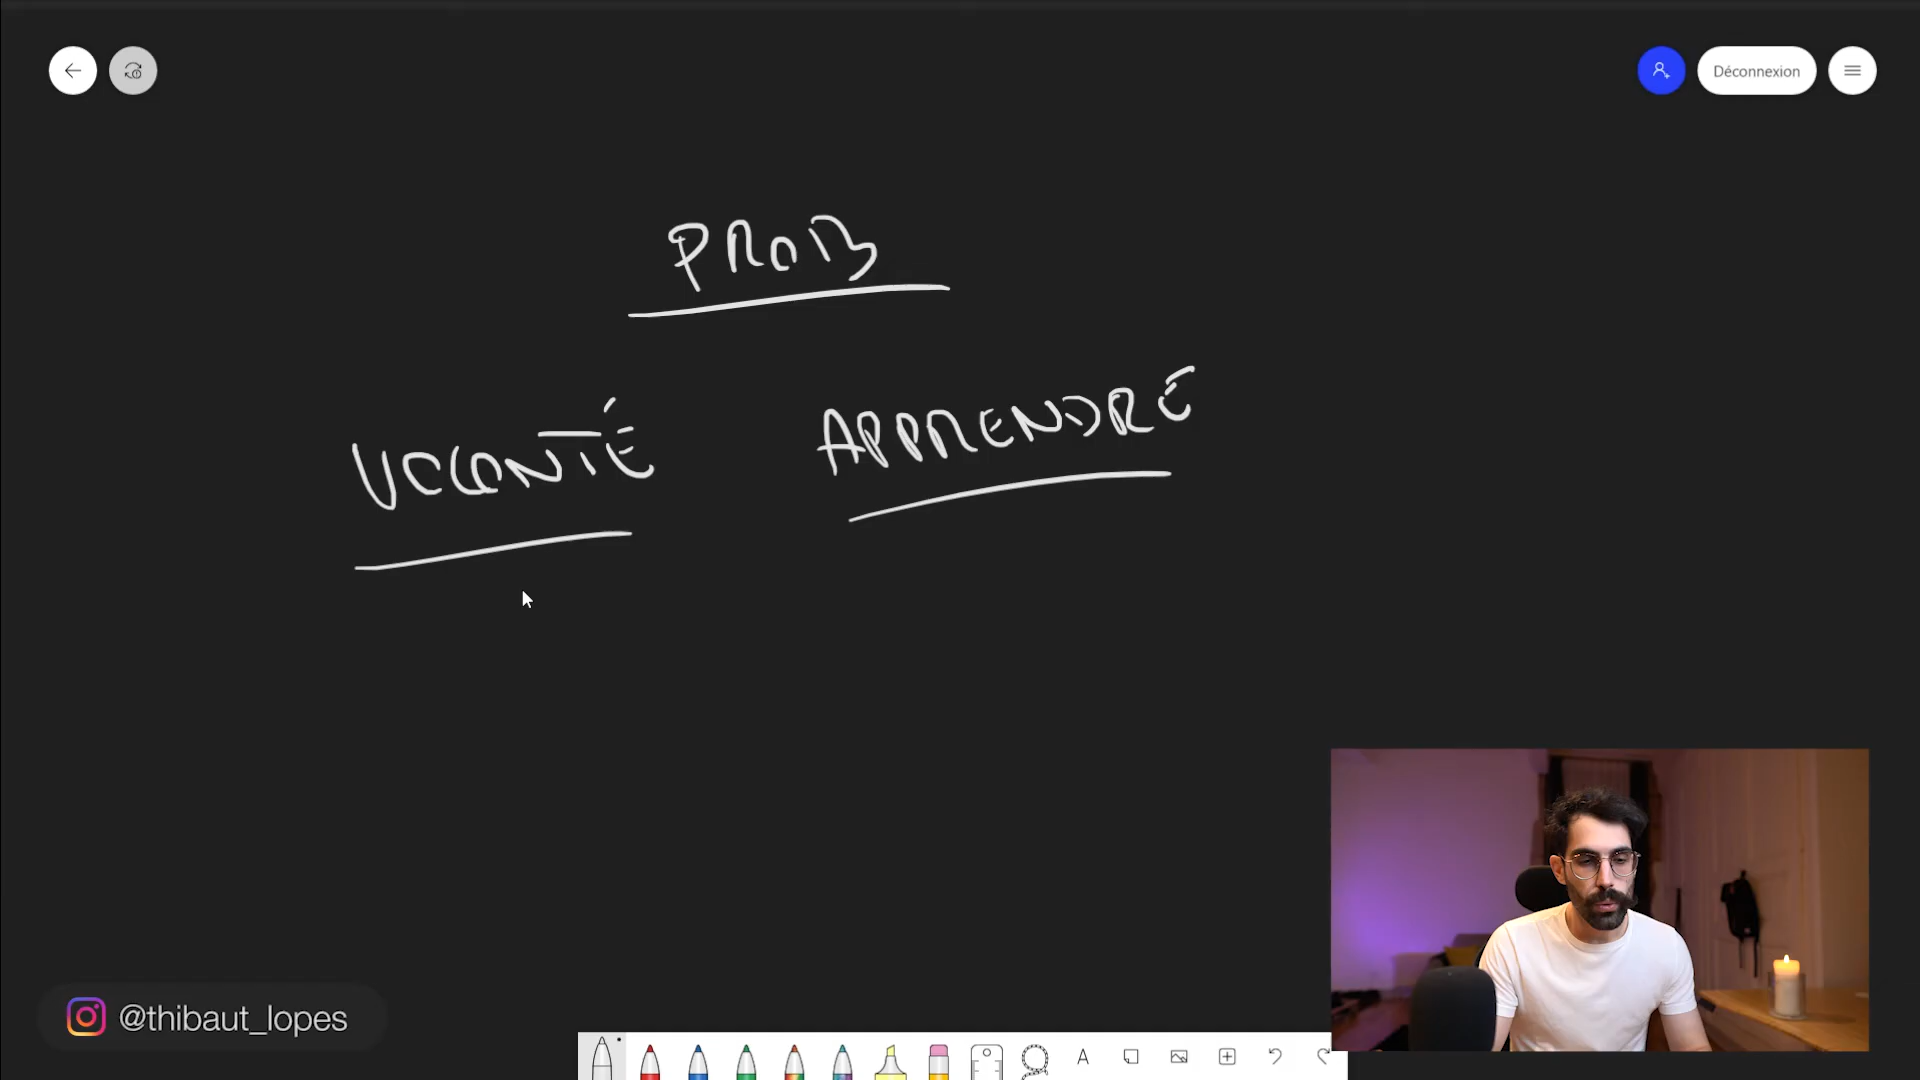 Déconnexion
PROB
VOLONTÉ
APPRENDRE
@thibaut_lopes
A